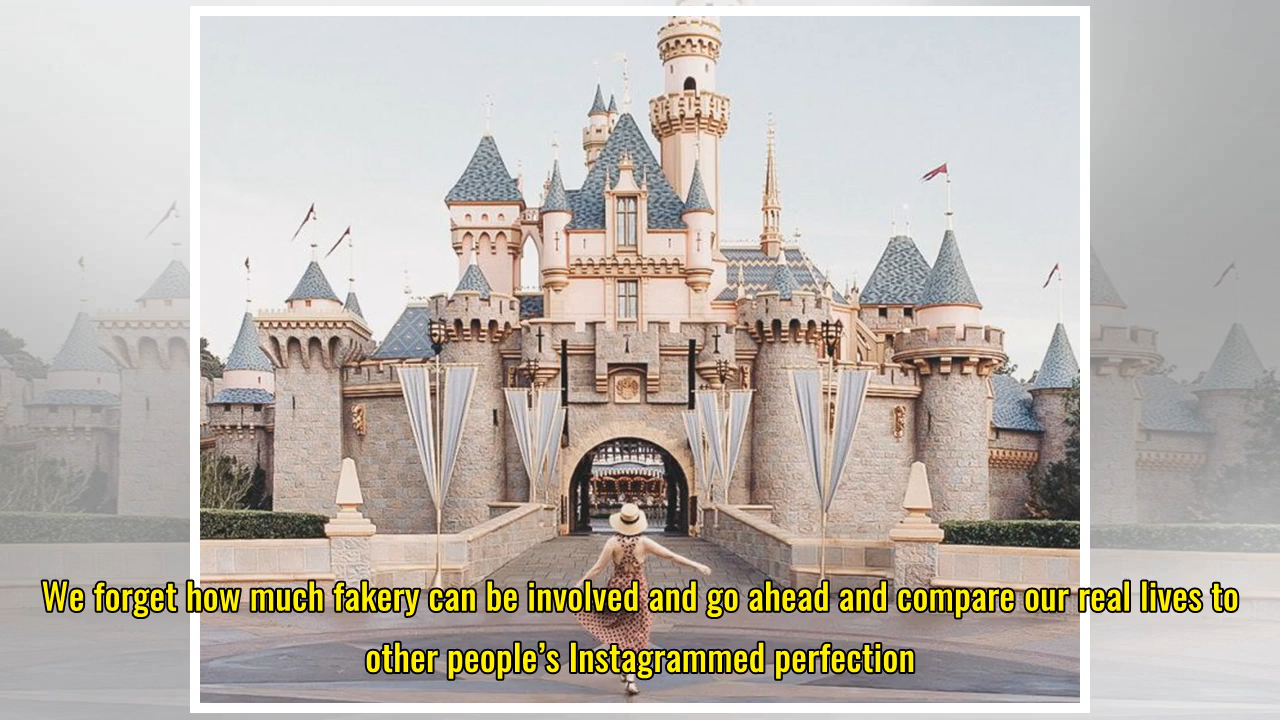 We forget how much fakery can be involved and go ahead and compare our real lives to
other people’s Instagrammed perfection